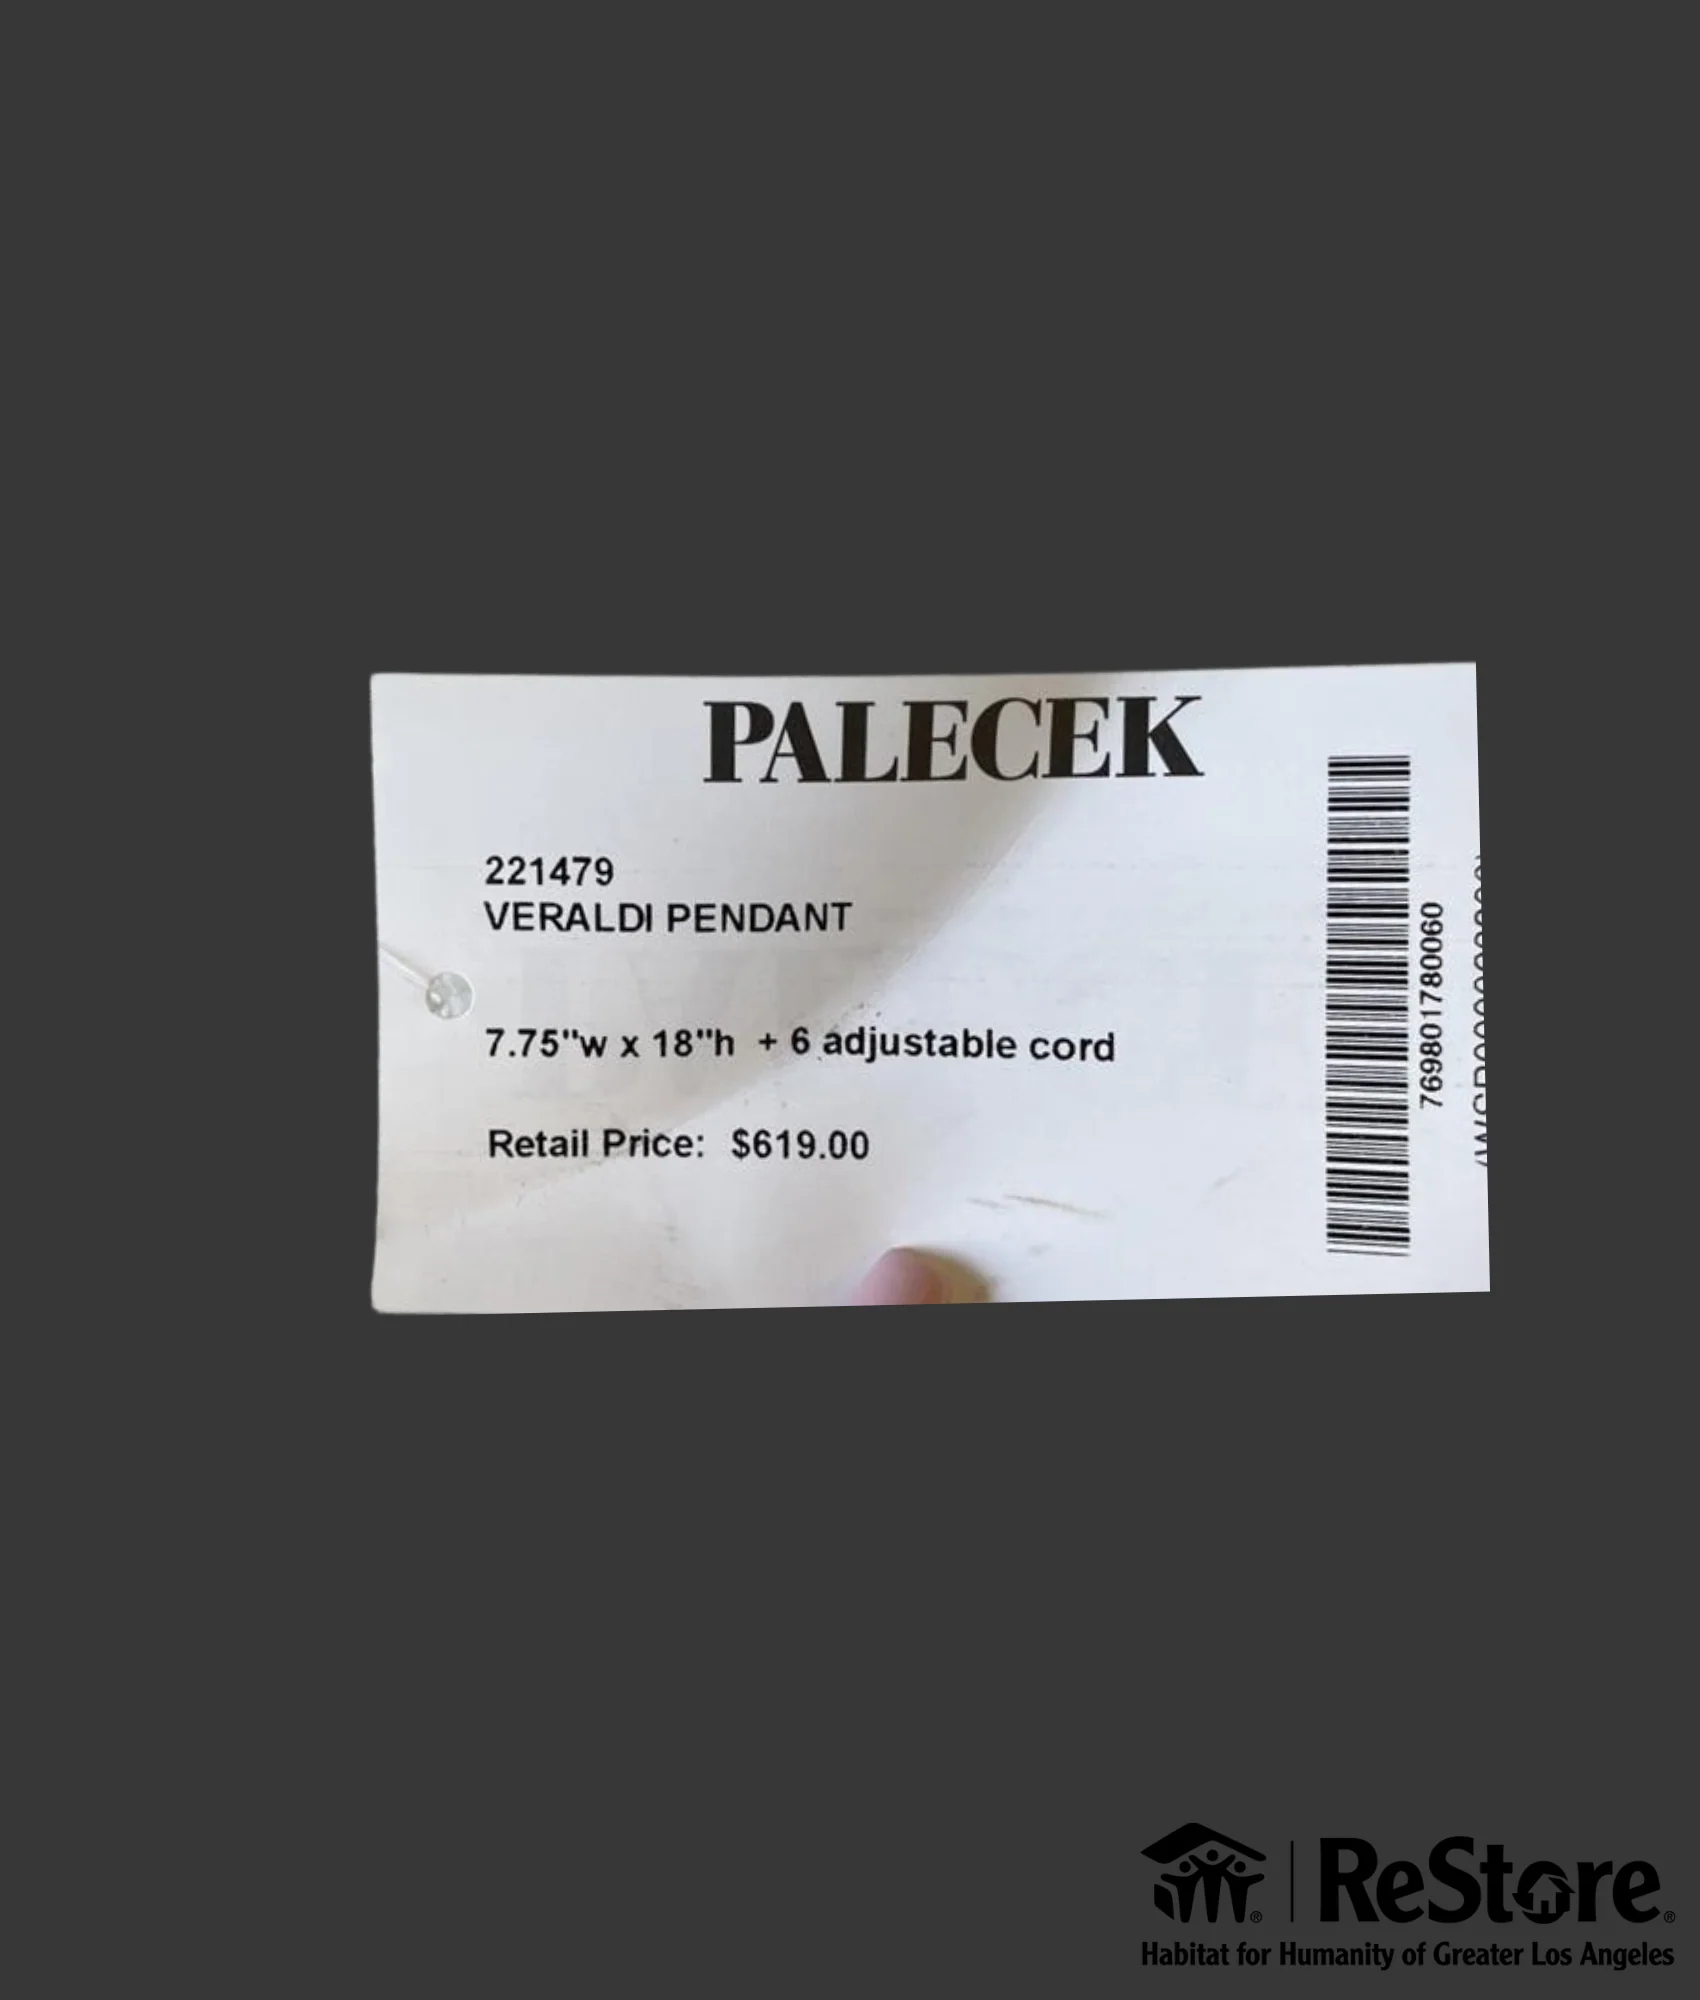 PALECEK
221479
VERALDI PENDANT
7.75"w x 18"h + 6 adjustable cord
Retail Price: $619.00
769801780060
ReStore®
Habitat for Humanity of Greater Los Angeles